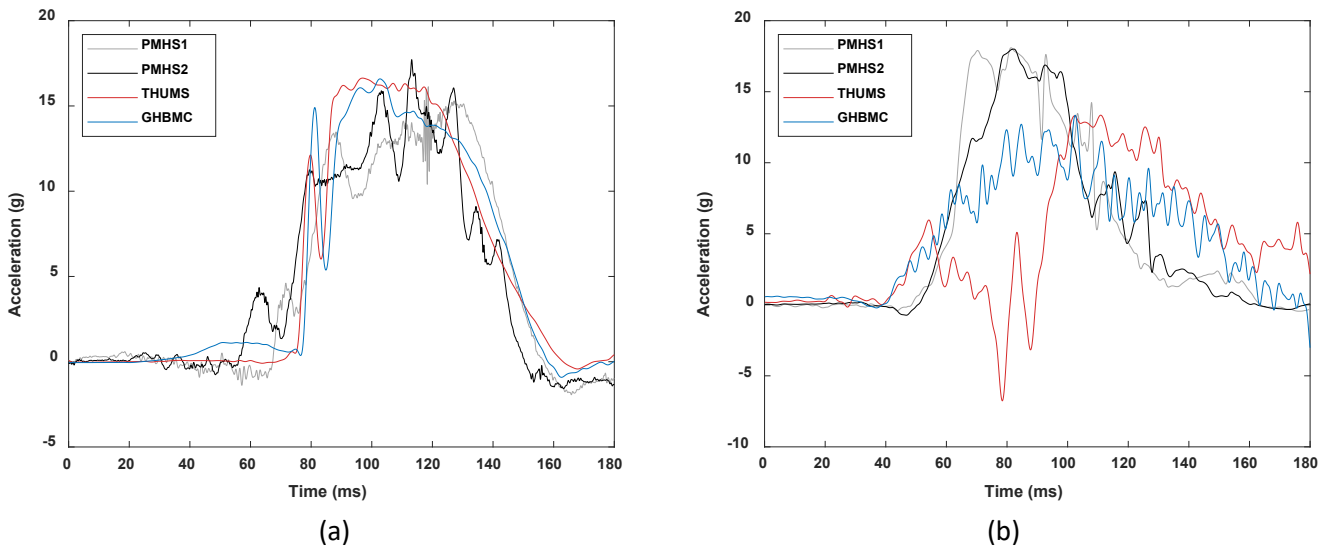 20
15
10
5
0
-5
Acceleration (g)
PMHS1
PMHS2
THUMS
GHBMC
0 20 40 60 80 100 120 140 160 180
Time (ms)
(a)
20
15
10
5
0
-5
-10
Acceleration (g)
PMHS1
PMHS2
THUMS
GHBMC
0 20 40 60 80 100 120 140 160 180
Time (ms)
(b)